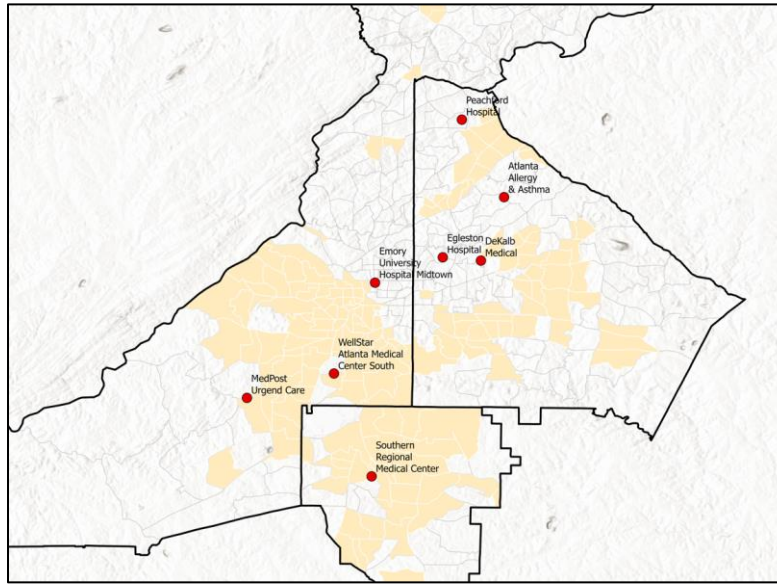 Peachford
Hospital
Atlanta
Allergy
& Asthma
Egleston
Hospital
DeKalb
Medical
Emory
University
Hospital Midtown
WellStar
Atlanta Medical
Center South
MedPost
Urgend Care
Southern
Regional
Medical Center